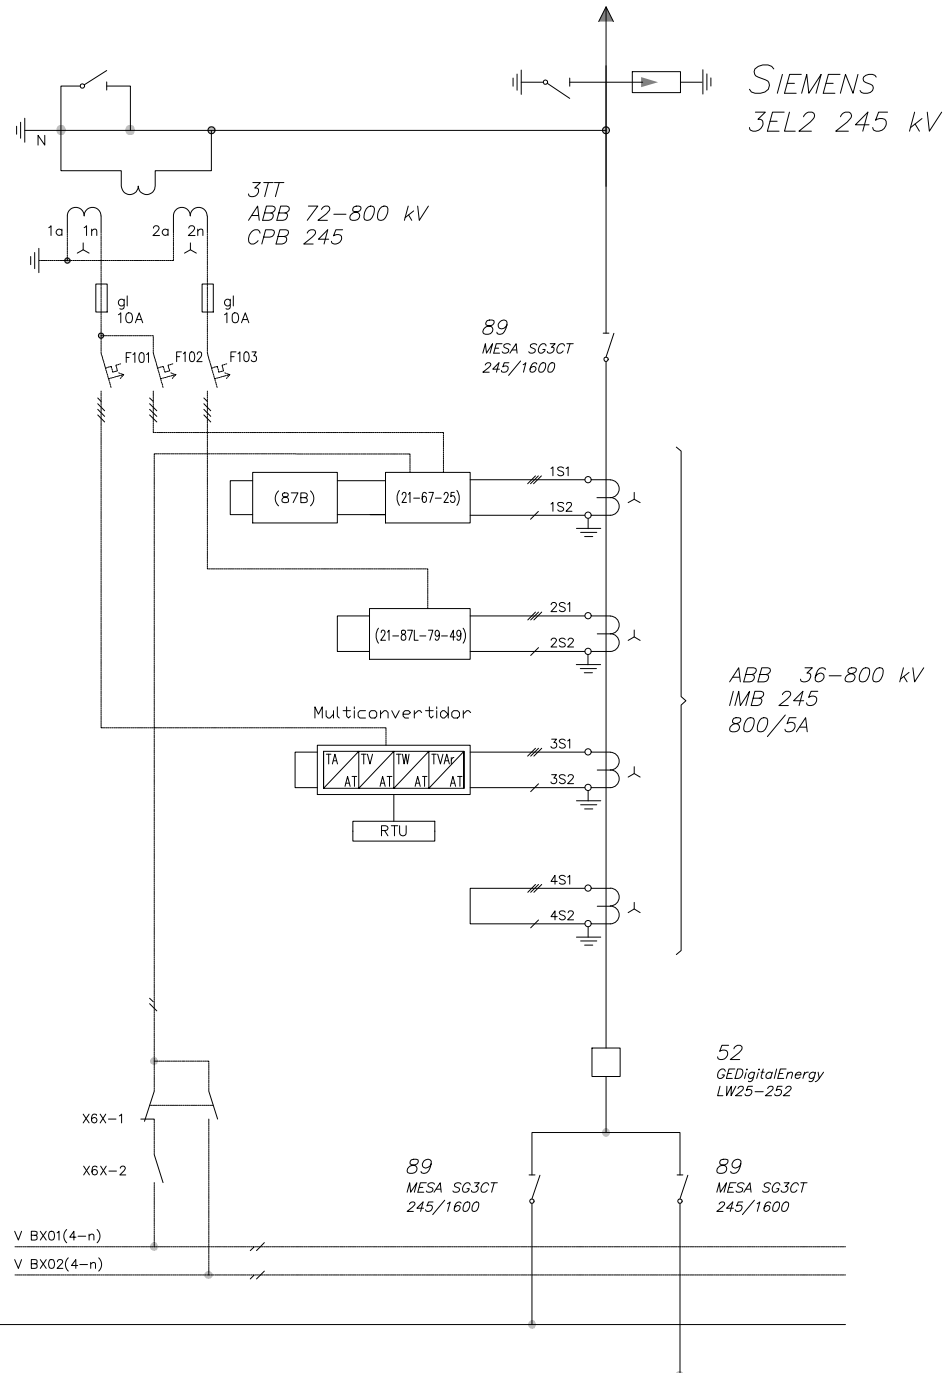 SIEMENS
3EL2 245 kV
N
3TT
ABB 72-800 kV
CPB 245
1a 1n 2a 2n
gl
10A
gl
10A
89
MESA SG3CT
245/1600
F101 F102 F103
1S1
(87B) (21-67-25)
1S2
2S1
(21-87L-79-49)
2S2
ABB 36-800 kV
IMB 245
800/5A
Multiconvertidor
3S1
TA TV TW TVAr
AT AT AT AT
3S2
RTU
4S1
4S2
52
GEDigitalEnergy
LW25-252
X6X-1
X6X-2
89
MESA SG3CT
245/1600
89
MESA SG3CT
245/1600
V BX01(4-n)
V BX02(4-n)